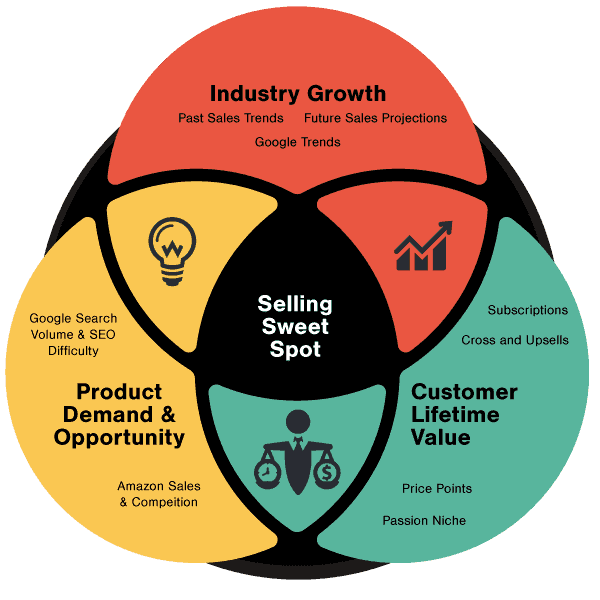 Industry Growth
Past Sales Trends Future Sales Projections
Google Trends
Selling
Sweet
Spot
Google Search
Volume & SEO
Difficulty
Product
Demand &
Opportunity
Amazon Sales
& Compeition
Subscriptions
Cross and Upsells
Customer
Lifetime
Value
Price Points
Passion Niche
$